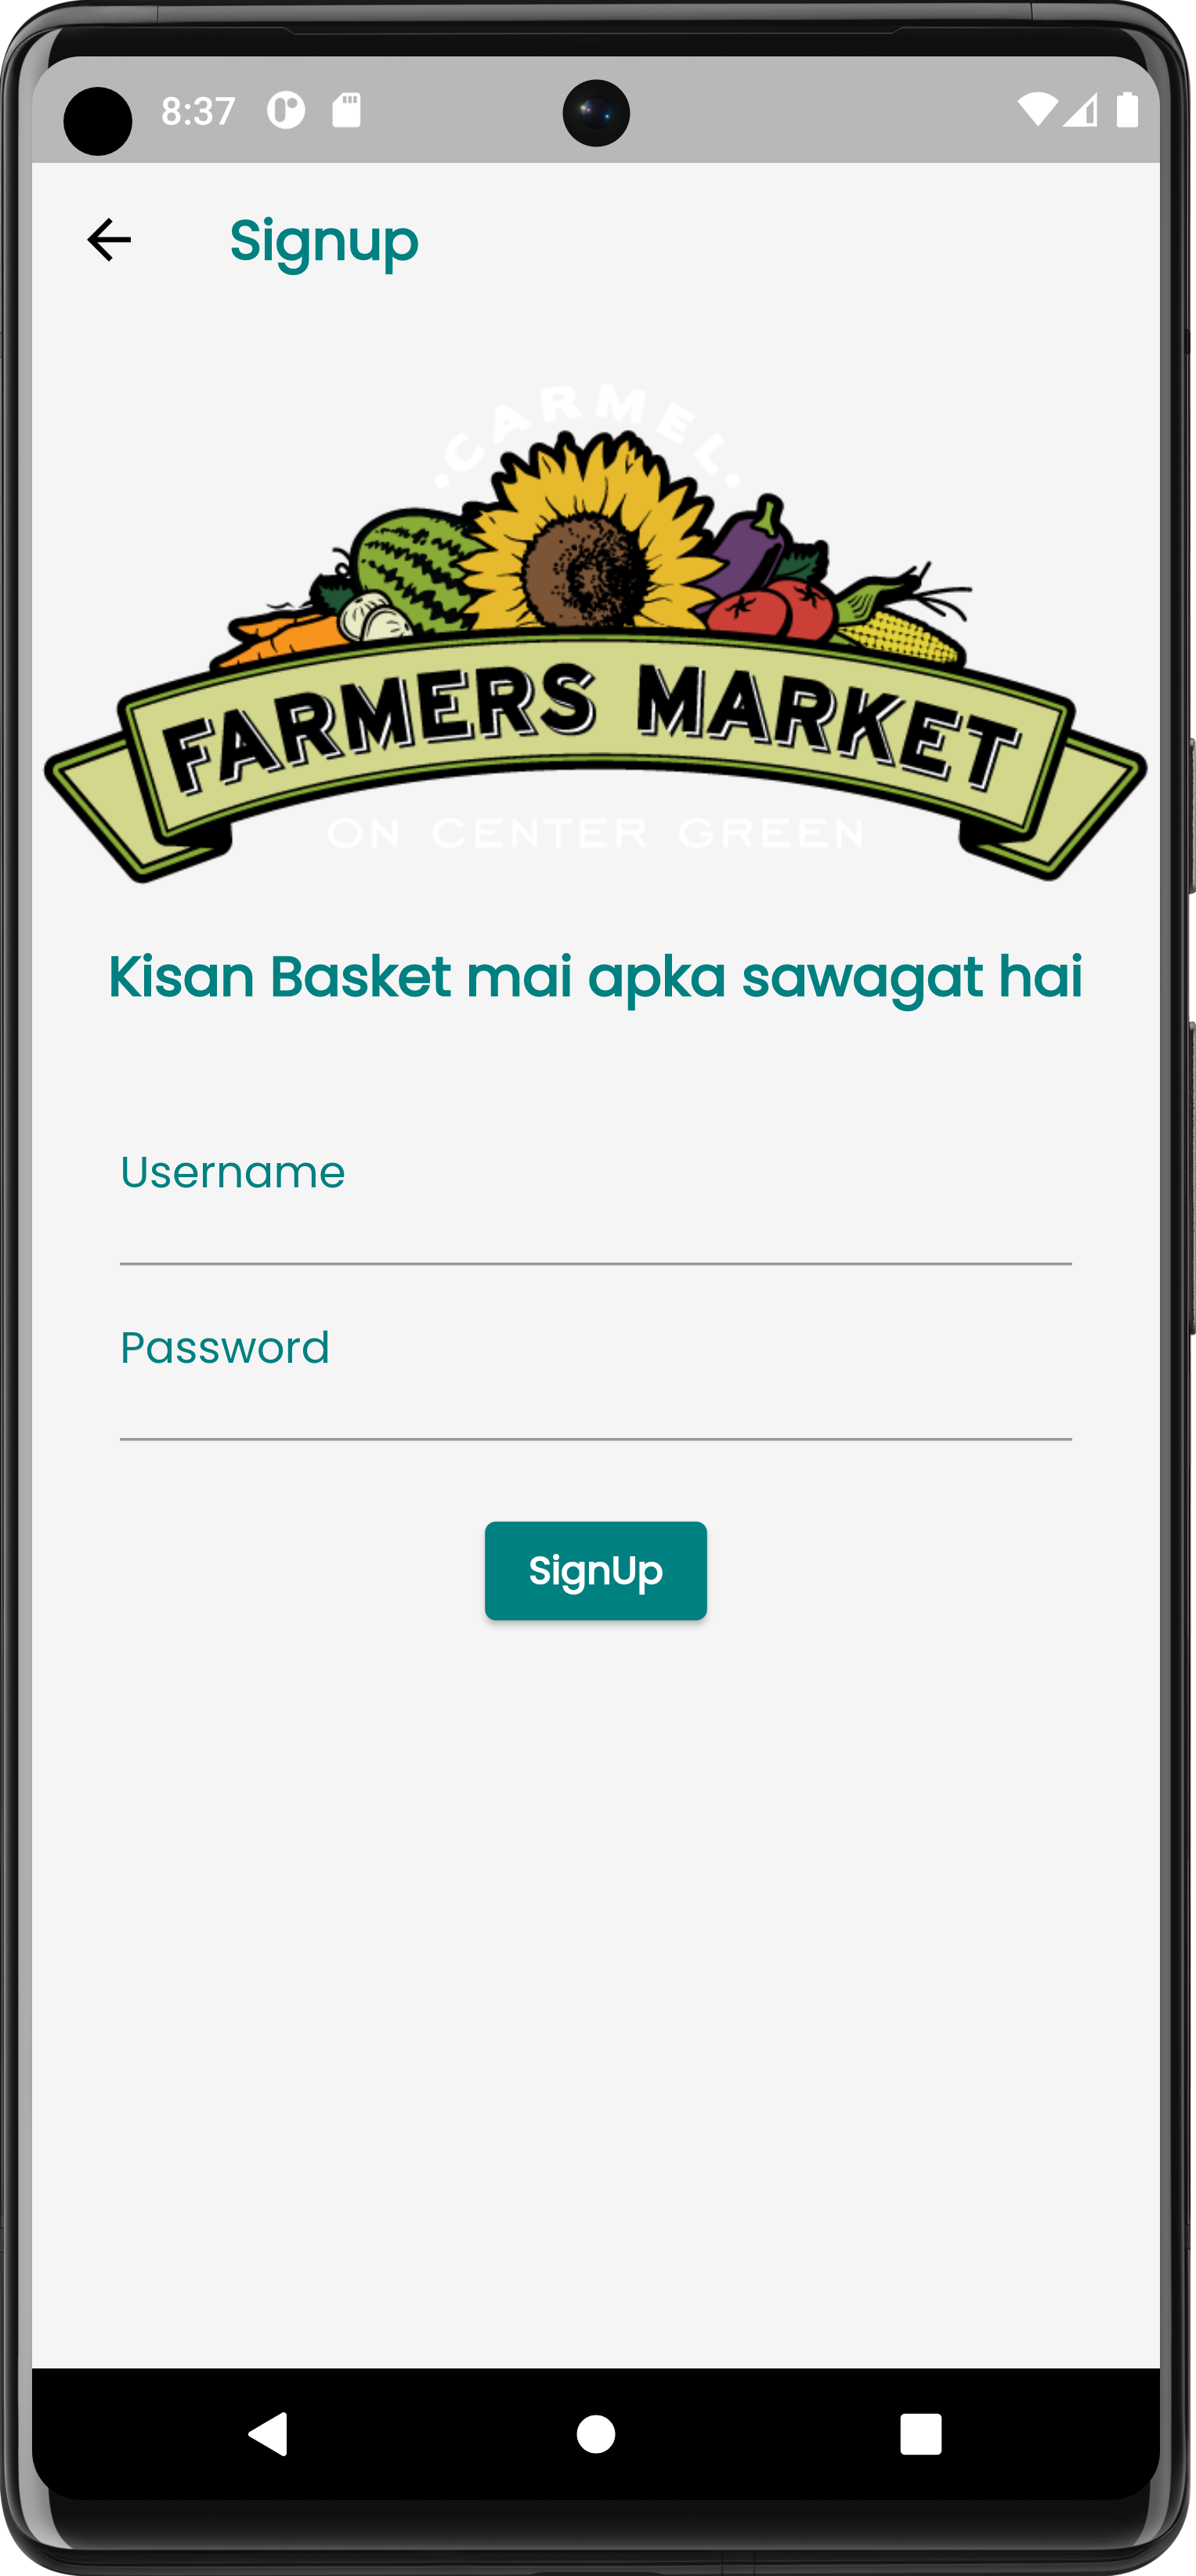 8:37
Signup
• CARMEL •
FARMERS MARKET
ON CENTER GREEN
Kisan Basket mai apka sawagat hai
Username
Password
SignUp